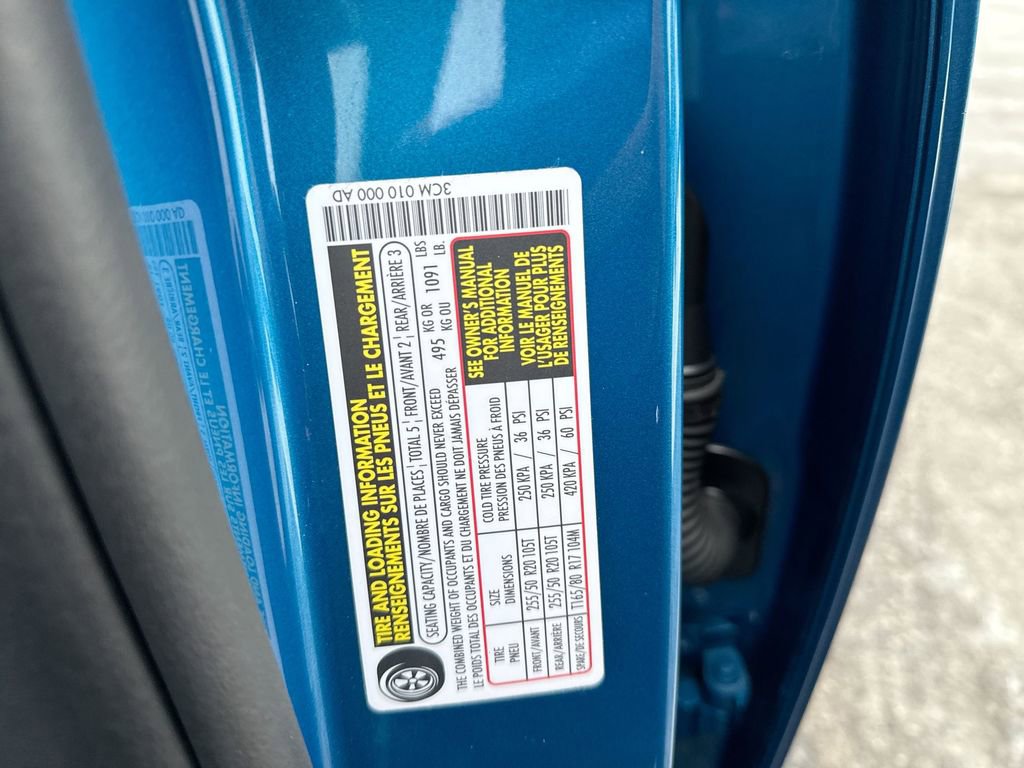 TIRE AND LOADING INFORMATION
RENSEIGNEMENTS SUR LES PNEUS ET LE CHARGEMENT
SEATING CAPACITY/NOMBRE DE PLACES TOTAL 5 FRONT/AVANT 2 REAR/ARRIÈRE 3
THE COMBINED WEIGHT OF OCCUPANTS AND CARGO SHOULD NEVER EXCEED 495 KG OR 1091 LBS
LE POIDS TOTAL DES OCCUPANTS ET DU CHARGEMENT NE DOIT JAMAIS DÉPASSER KG OU LB.
TIRE SIZE COLD TIRE PRESSURE
PNEU DIMENSIONS PRESSION DES PNEUS À FROID
FRONT/AVANT 255/50 R20 105T 250 KPA / 36 PSI
REAR/ARRIÈRE 255/50 R20 105T 250 KPA / 36 PSI
SPARE/DE SECOURS T165/80 R17 104M 420 KPA / 60 PSI
SEE OWNER'S MANUAL
FOR ADDITIONAL
INFORMATION
VOIR LE MANUEL DE
L'USAGER POUR PLUS
DE RENSEIGNEMENTS
3CM 010 000 AD